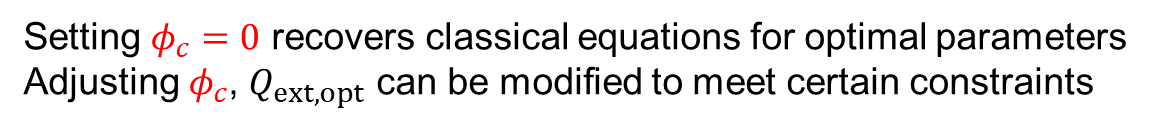 Setting ϕ_c = 0 recovers classical equations for optimal parameters
Adjusting ϕ_c, Q_ext,opt can be modified to meet certain constraints